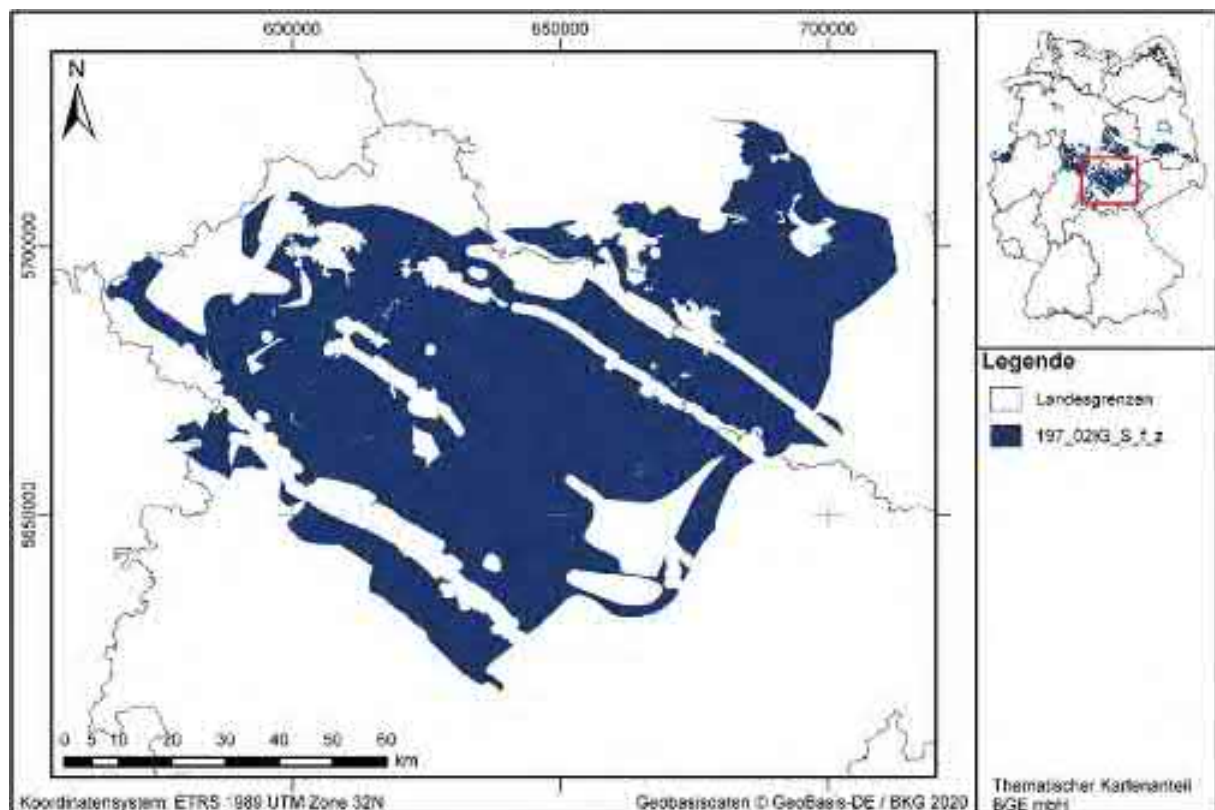 600000 650000 700000
N
5700000
5650000
0 5 10 20 30 40 50 60
km
Koordinatensystem: ETRS 1989 UTM Zone 32N
Geobasisdaten © GeoBasis-DE / BKG 2020
Legende
Landesgrenzen
197_02IG_S_f_z
Thematischer Kartenanteil
BGE mbH